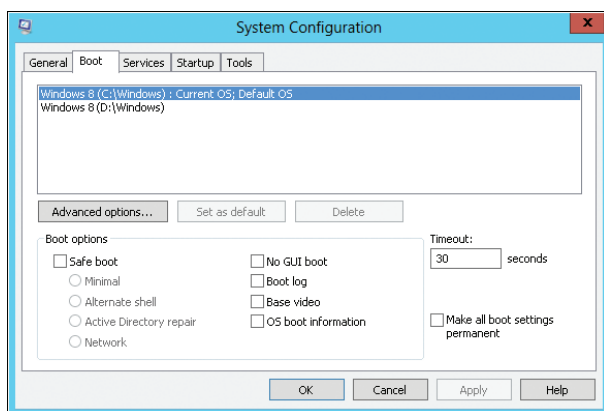 System Configuration
x
General Boot Services Startup Tools
Windows 8 (C:\Windows) : Current OS; Default OS
Windows 8 (D:\Windows)
Advanced options... Set as default Delete
Boot options
Timeout:
Safe boot No GUI boot 30 seconds
Minimal Boot log
Alternate shell Base video
Active Directory repair OS boot information Make all boot settings
permanent
Network
OK Cancel Apply Help